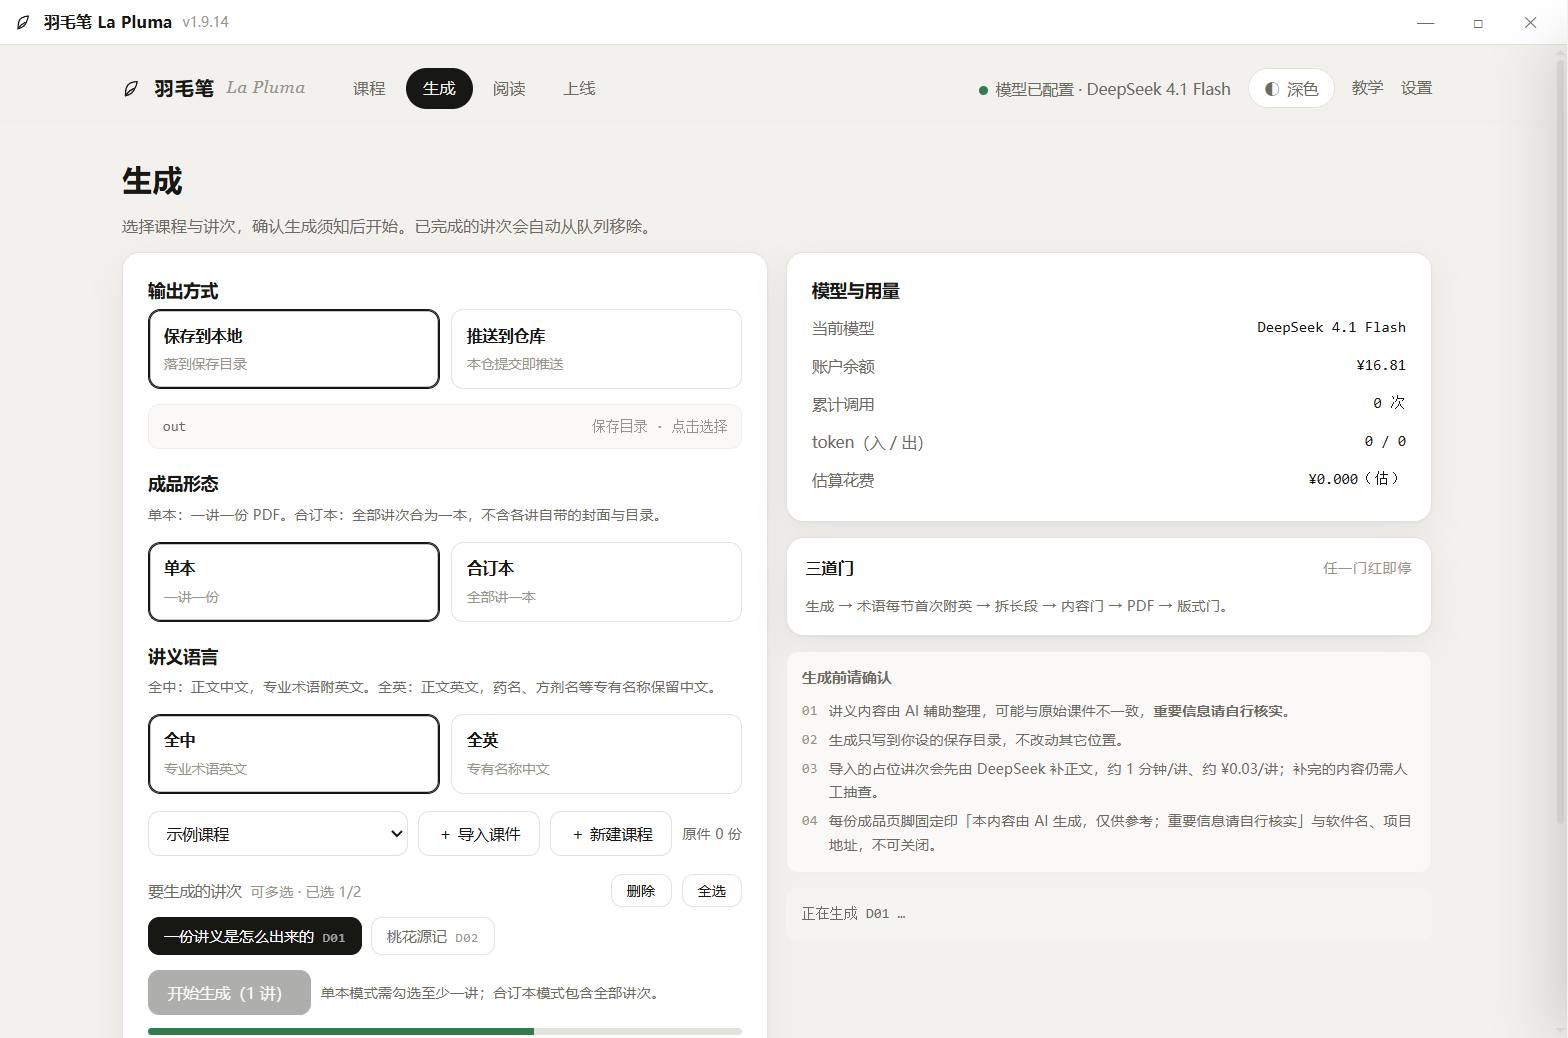 羽毛笔 La Pluma v1.9.14
羽毛笔 La Pluma 课程 生成 阅读 上线 模型已配置 · DeepSeek 4.1 Flash 深色 教学 设置
生成
选择课程与讲次，确认生成须知后开始。已完成的讲次会自动从队列移除。
输出方式
保存到本地
落到保存目录
推送到仓库
本仓提交即推送
out 保存目录 · 点击选择
成品形态
单本：一讲一份 PDF。合订本：全部讲次合为一本，不含各讲自带的封面与目录。
单本
一讲一份
合订本
全部讲一本
讲义语言
全中：正文中文，专业术语附英文。全英：正文英文，药名、方剂名等专有名称保留中文。
全中
专业术语英文
全英
专有名称中文
示例课程 + 导入课件 + 新建课程 原件 0 份
要生成的讲次 可多选 · 已选 1/2 删除 全选
一份讲义是怎么出来的 D01 桃花源记 D02
开始生成（1 讲） 单本模式需勾选至少一讲；合订本模式包含全部讲次。
模型与用量
当前模型 DeepSeek 4.1 Flash
账户余额 ¥16.81
累计调用 0 次
token（入 / 出） 0 / 0
估算花费 ¥0.000（估）
三道门 任一门红即停
生成 → 术语每节首次附英 → 拆长段 → 内容门 → PDF → 版式门。
生成前请确认
01 讲义内容由 AI 辅助整理，可能与原始课件不一致，重要信息请自行核实。
02 生成只写到你设的保存目录，不改动其它位置。
03 导入的占位讲次会先由 DeepSeek 补正文，约 1 分钟/讲、约 ¥0.03/讲；补完的内容仍需人
工抽查。
04 每份成品页脚固定印「本内容由 AI 生成，仅供参考；重要信息请自行核实」与软件名、项目
地址，不可关闭。
正在生成 D01 …